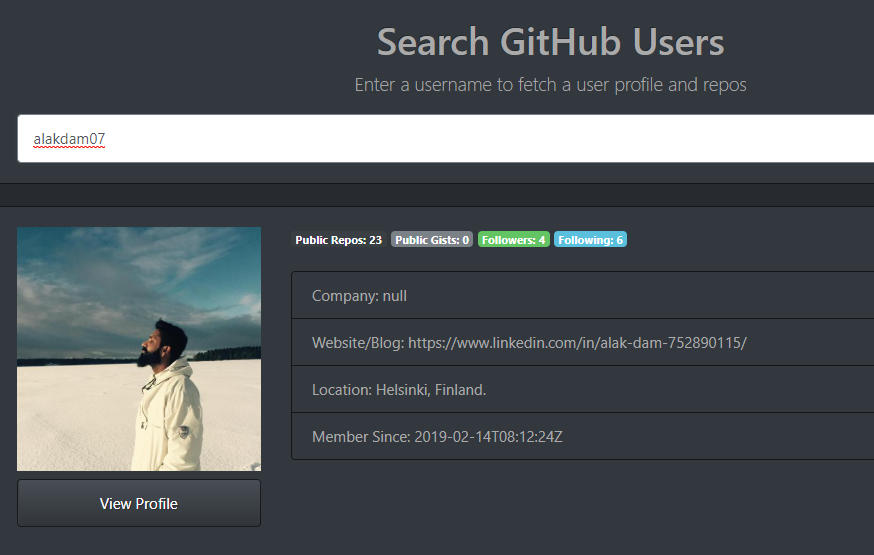 Search GitHub Users
Enter a username to fetch a user profile and repos
alakdam07
Public Repos: 23 Public Gists: 0 Followers: 4 Following: 6
Company: null
Website/Blog: https://www.linkedin.com/in/alak-dam-752890115/
Location: Helsinki, Finland.
Member Since: 2019-02-14T08:12:24Z
View Profile